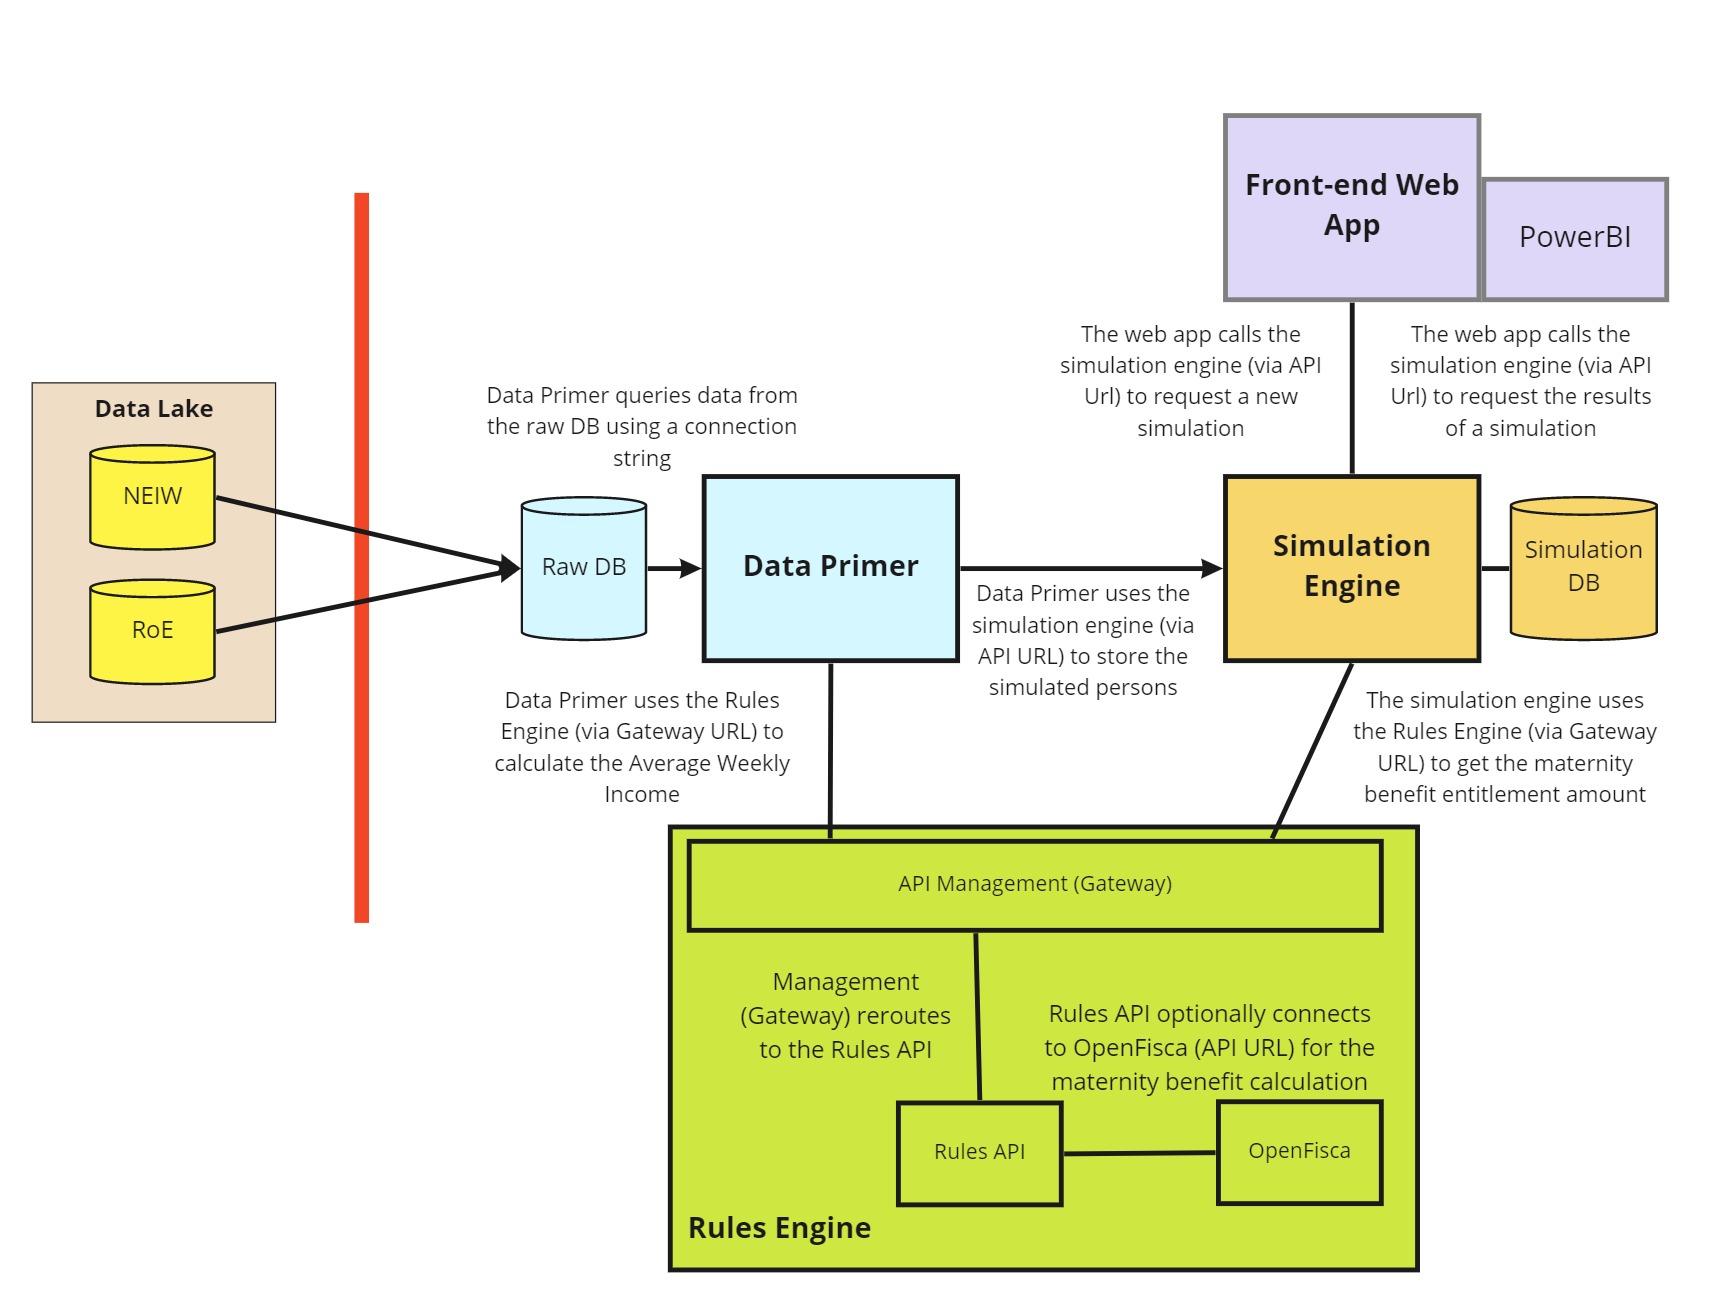 Front-end Web
App
PowerBI
The web app calls the
simulation engine (via API
Url) to request a new
simulation
The web app calls the
simulation engine (via API
Url) to request the results
of a simulation
Data Lake
NEIW
RoE
Data Primer queries data from
the raw DB using a connection
string
Raw DB
Data Primer
Simulation
Engine
Simulation
DB
Data Primer uses the
simulation engine (via
API URL) to store the
simulated persons
Data Primer uses the Rules
Engine (via Gateway URL) to
calculate the Average Weekly
Income
The simulation engine uses
the Rules Engine (via Gateway
URL) to get the maternity
benefit entitlement amount
API Management (Gateway)
Management
(Gateway) reroutes
to the Rules API
Rules API optionally connects
to OpenFisca (API URL) for the
maternity benefit calculation
Rules API
OpenFisca
Rules Engine